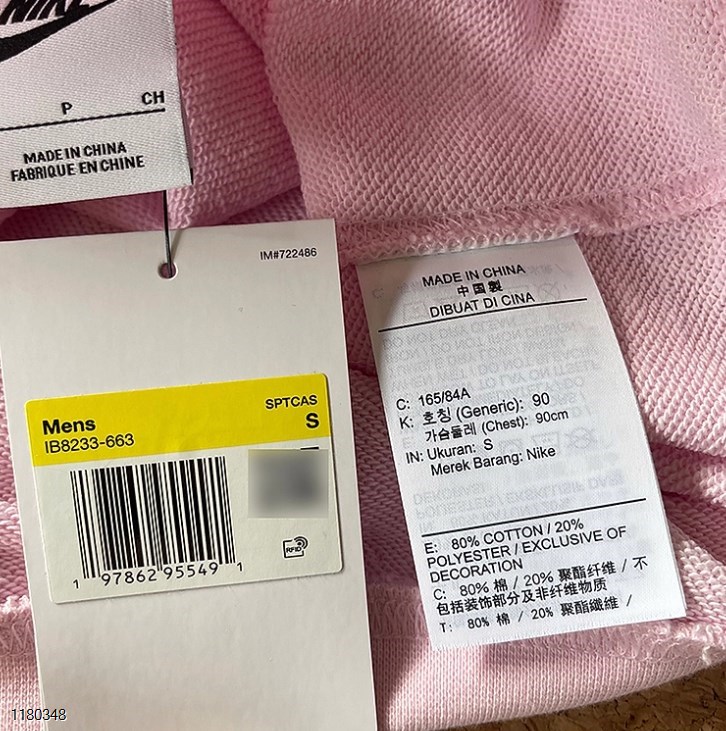 NIKE
P CH
MADE IN CHINA
FABRIQUE EN CHINE
IM#722486
SPTCAS
Mens S
IB8233-663
RFID
1 97862 95549 1
MADE IN CHINA
中国製
DIBUAT DI CINA
C: 165/84A
K: 호칭 (Generic): 90
가슴둘레 (Chest): 90cm
IN: Ukuran: S
Merek Barang: Nike
E: 80% COTTON / 20%
POLYESTER / EXCLUSIVE OF
DECORATION
C: 80% 棉 / 20% 聚酯纤维 / 不
包括装饰部分及非纤维物质
T: 80% 棉 / 20% 聚酯纖維 /
1180348